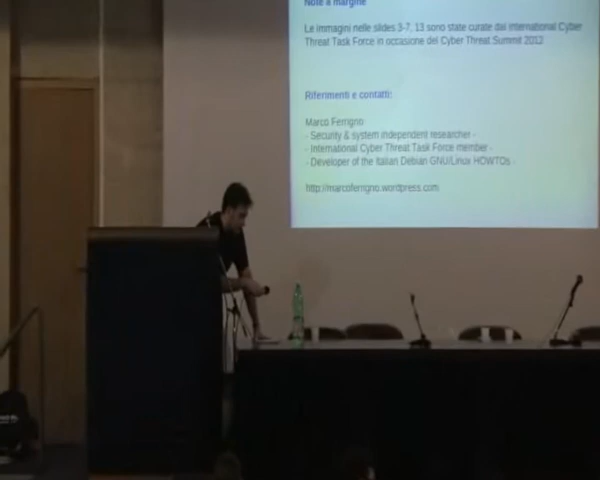 Note a margine
Le immagini nelle slides 3-7, 13 sono state curate dal International Cyber
Threat Task Force in occasione del Cyber Threat Summit 2012
Riferimenti e contatti:
Marco Ferrigno
- Security & system independent researcher -
- International Cyber Threat Task Force member -
- Developer of the Italian Debian GNU/Linux HOWTOs -
http://marcoferrigno.wordpress.com